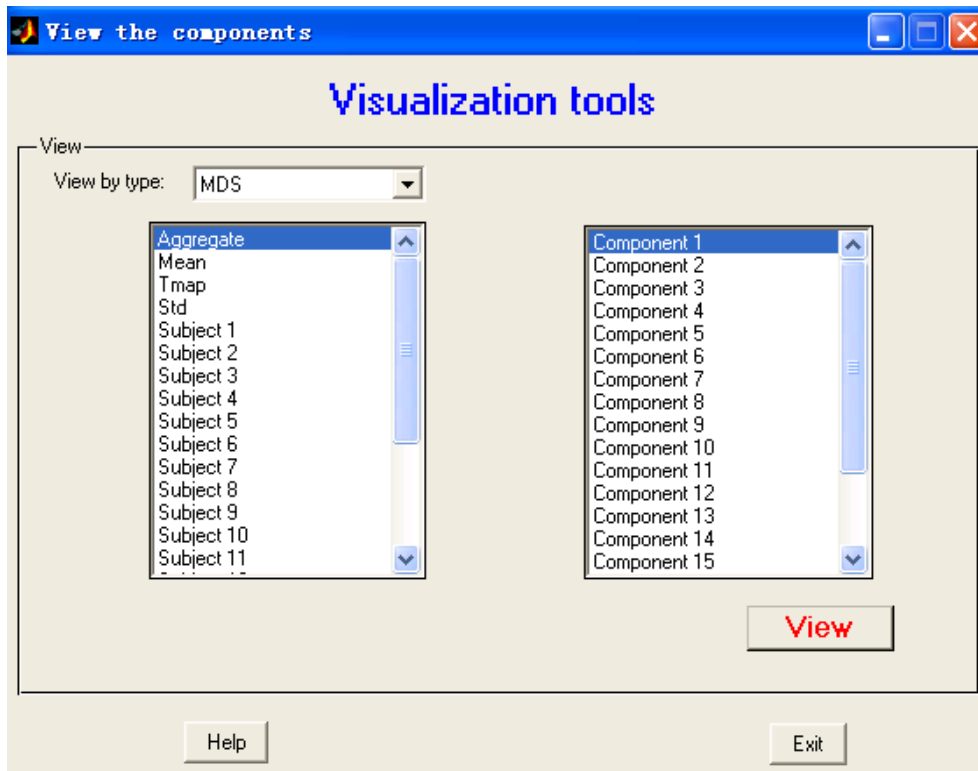 View the components
Visualization tools
View
View by type:
MDS
Aggregate
Mean
Tmap
Std
Subject 1
Subject 2
Subject 3
Subject 4
Subject 5
Subject 6
Subject 7
Subject 8
Subject 9
Subject 10
Subject 11
Component 1
Component 2
Component 3
Component 4
Component 5
Component 6
Component 7
Component 8
Component 9
Component 10
Component 11
Component 12
Component 13
Component 14
Component 15
View
Help
Exit